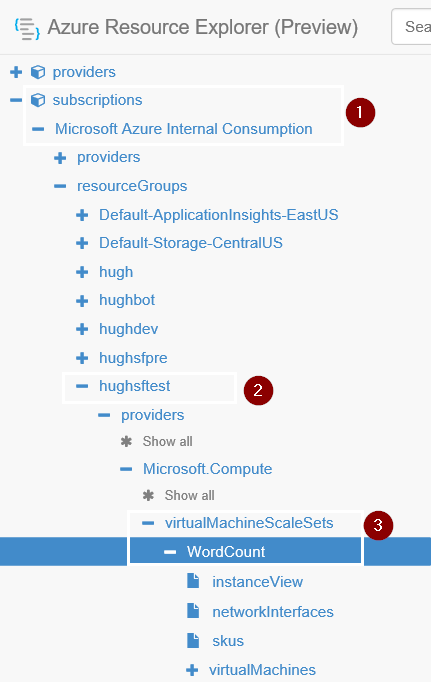 Azure Resource Explorer (Preview) Sea
providers
subscriptions
1
Microsoft Azure Internal Consumption
providers
resourceGroups
Default-ApplicationInsights-EastUS
Default-Storage-CentralUS
hugh
hughbot
hughdev
hughsfpre
hughsftest
2
providers
Show all
Microsoft.Compute
Show all
virtualMachineScaleSets
3
WordCount
instanceView
networkInterfaces
skus
virtualMachines